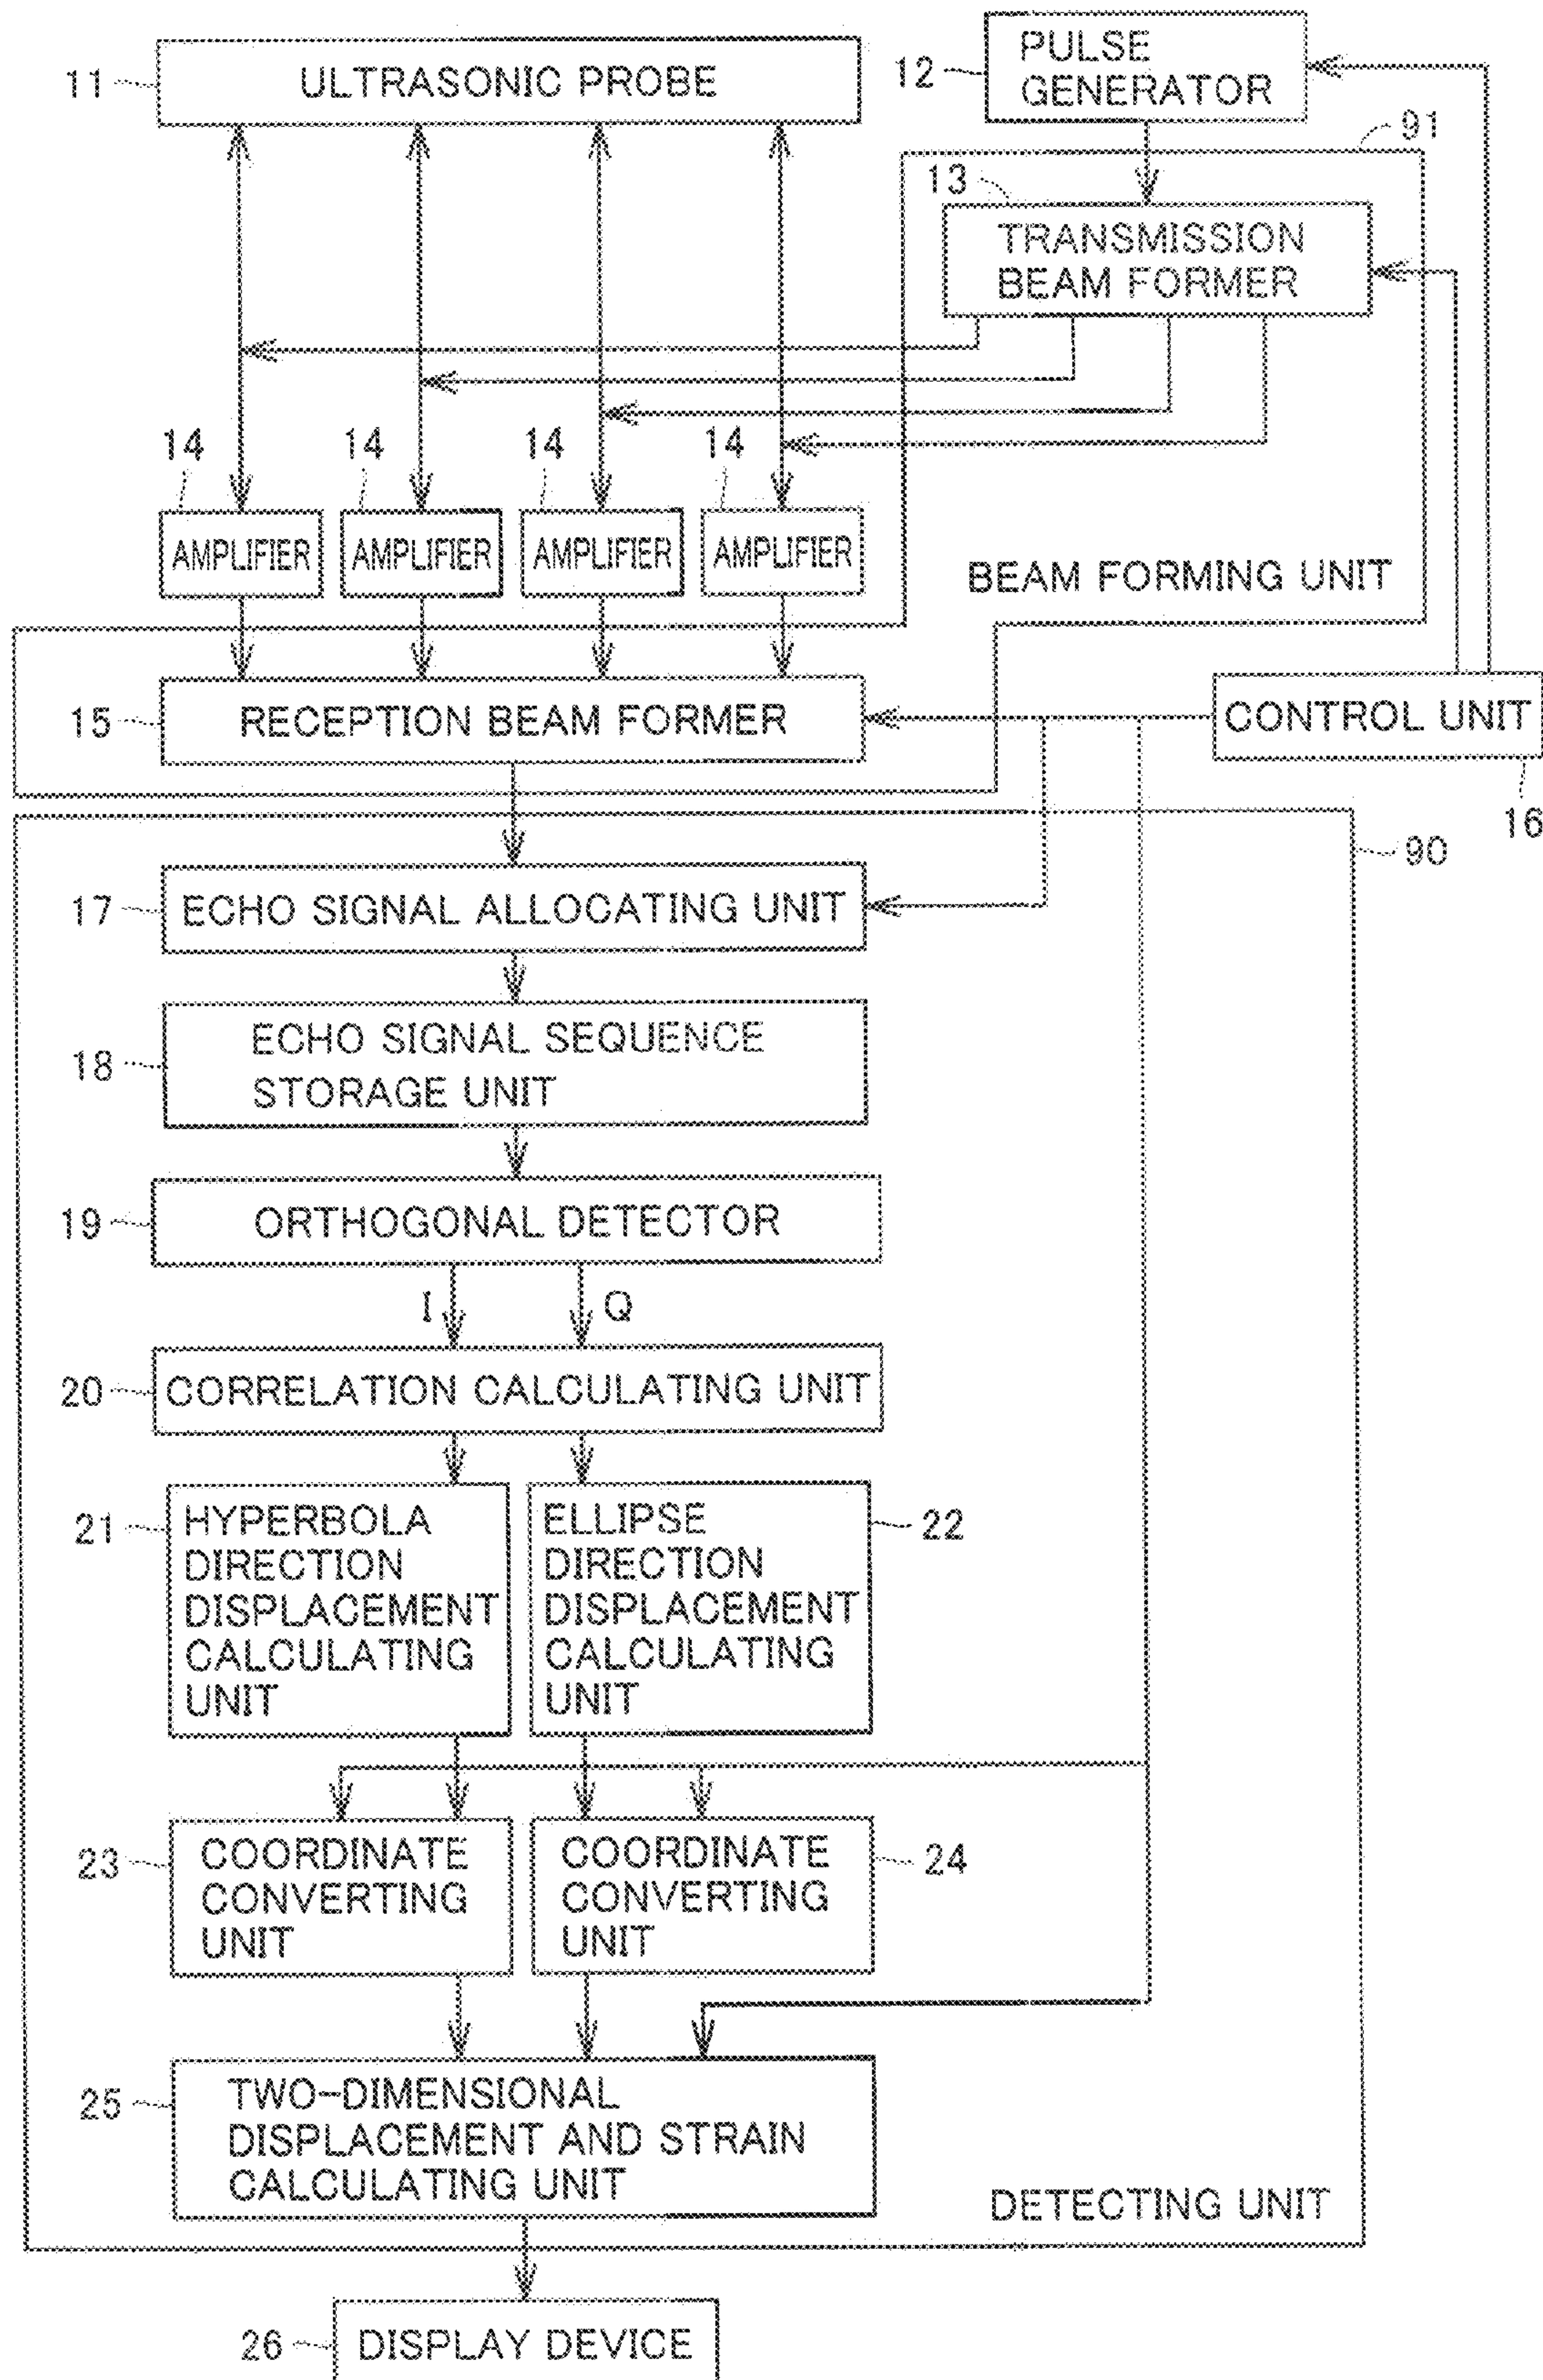 11
ULTRASONIC PROBE
12
PULSE
GENERATOR
91
13
TRANSMISSION
BEAM FORMER
14
14
14
14
AMPLIFIER
AMPLIFIER
AMPLIFIER
AMPLIFIER
BEAM FORMING UNIT
15
RECEPTION BEAM FORMER
CONTROL UNIT
16
90
17
ECHO SIGNAL ALLOCATING UNIT
18
ECHO SIGNAL SEQUENCE
STORAGE UNIT
19
ORTHOGONAL DETECTOR
I
Q
20
CORRELATION CALCULATING UNIT
21
HYPERBOLA
DIRECTION
DISPLACEMENT
CALCULATING
UNIT
ELLIPSE
DIRECTION
DISPLACEMENT
CALCULATING
UNIT
22
23
COORDINATE
CONVERTING
UNIT
COORDINATE
CONVERTING
UNIT
24
25
TWO-DIMENSIONAL
DISPLACEMENT AND STRAIN
CALCULATING UNIT
DETECTING UNIT
26
DISPLAY DEVICE